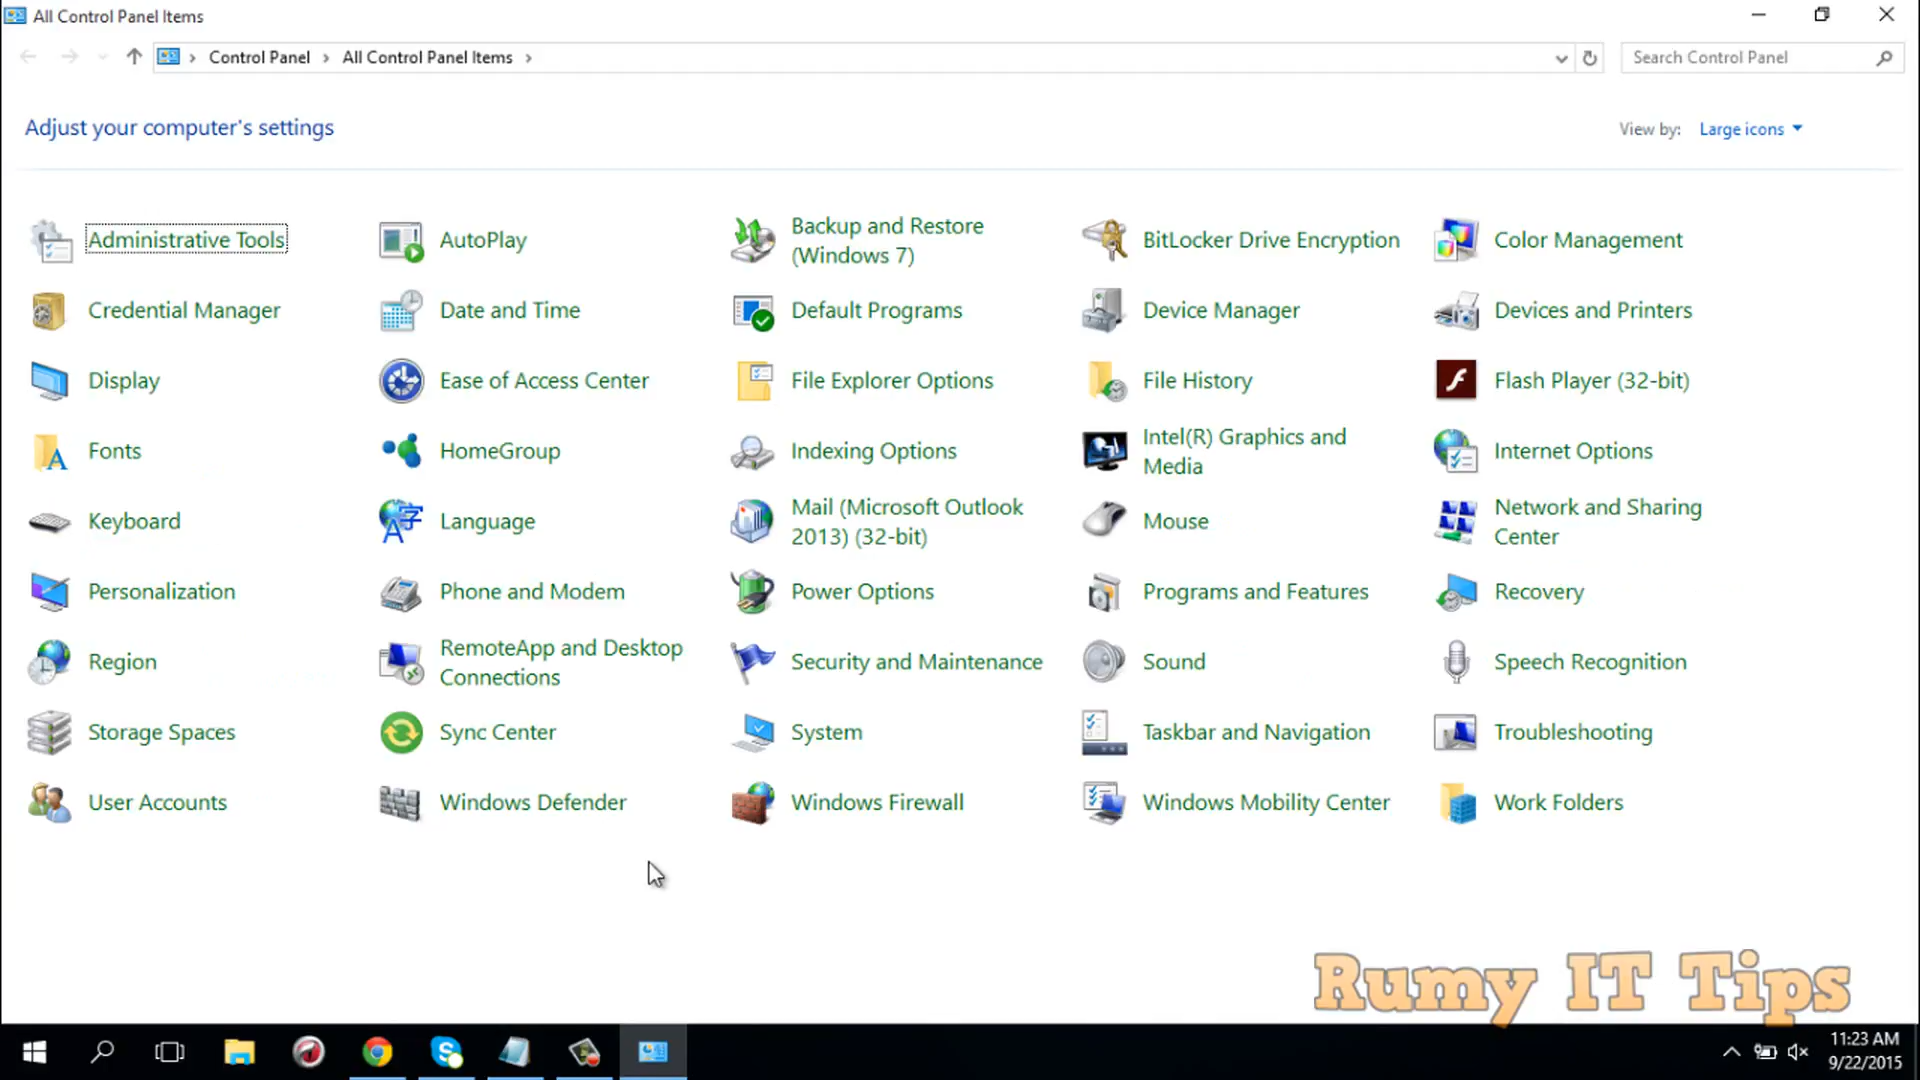 All Control Panel Items
Control Panel
All Control Panel Items
Search Control Panel
Adjust your computer's settings
View by:
Large icons
Administrative Tools
AutoPlay
Backup and Restore
(Windows 7)
BitLocker Drive Encryption
Color Management
Credential Manager
Date and Time
Default Programs
Device Manager
Devices and Printers
Display
Ease of Access Center
File Explorer Options
File History
Flash Player (32-bit)
Fonts
HomeGroup
Indexing Options
Intel(R) Graphics and
Media
Internet Options
Keyboard
Language
Mail (Microsoft Outlook
2013) (32-bit)
Mouse
Network and Sharing
Center
Personalization
Phone and Modem
Power Options
Programs and Features
Recovery
Region
RemoteApp and Desktop
Connections
Security and Maintenance
Sound
Speech Recognition
Storage Spaces
Sync Center
System
Taskbar and Navigation
Troubleshooting
User Accounts
Windows Defender
Windows Firewall
Windows Mobility Center
Work Folders
Rumy IT Tips
11:23 AM
9/22/2015